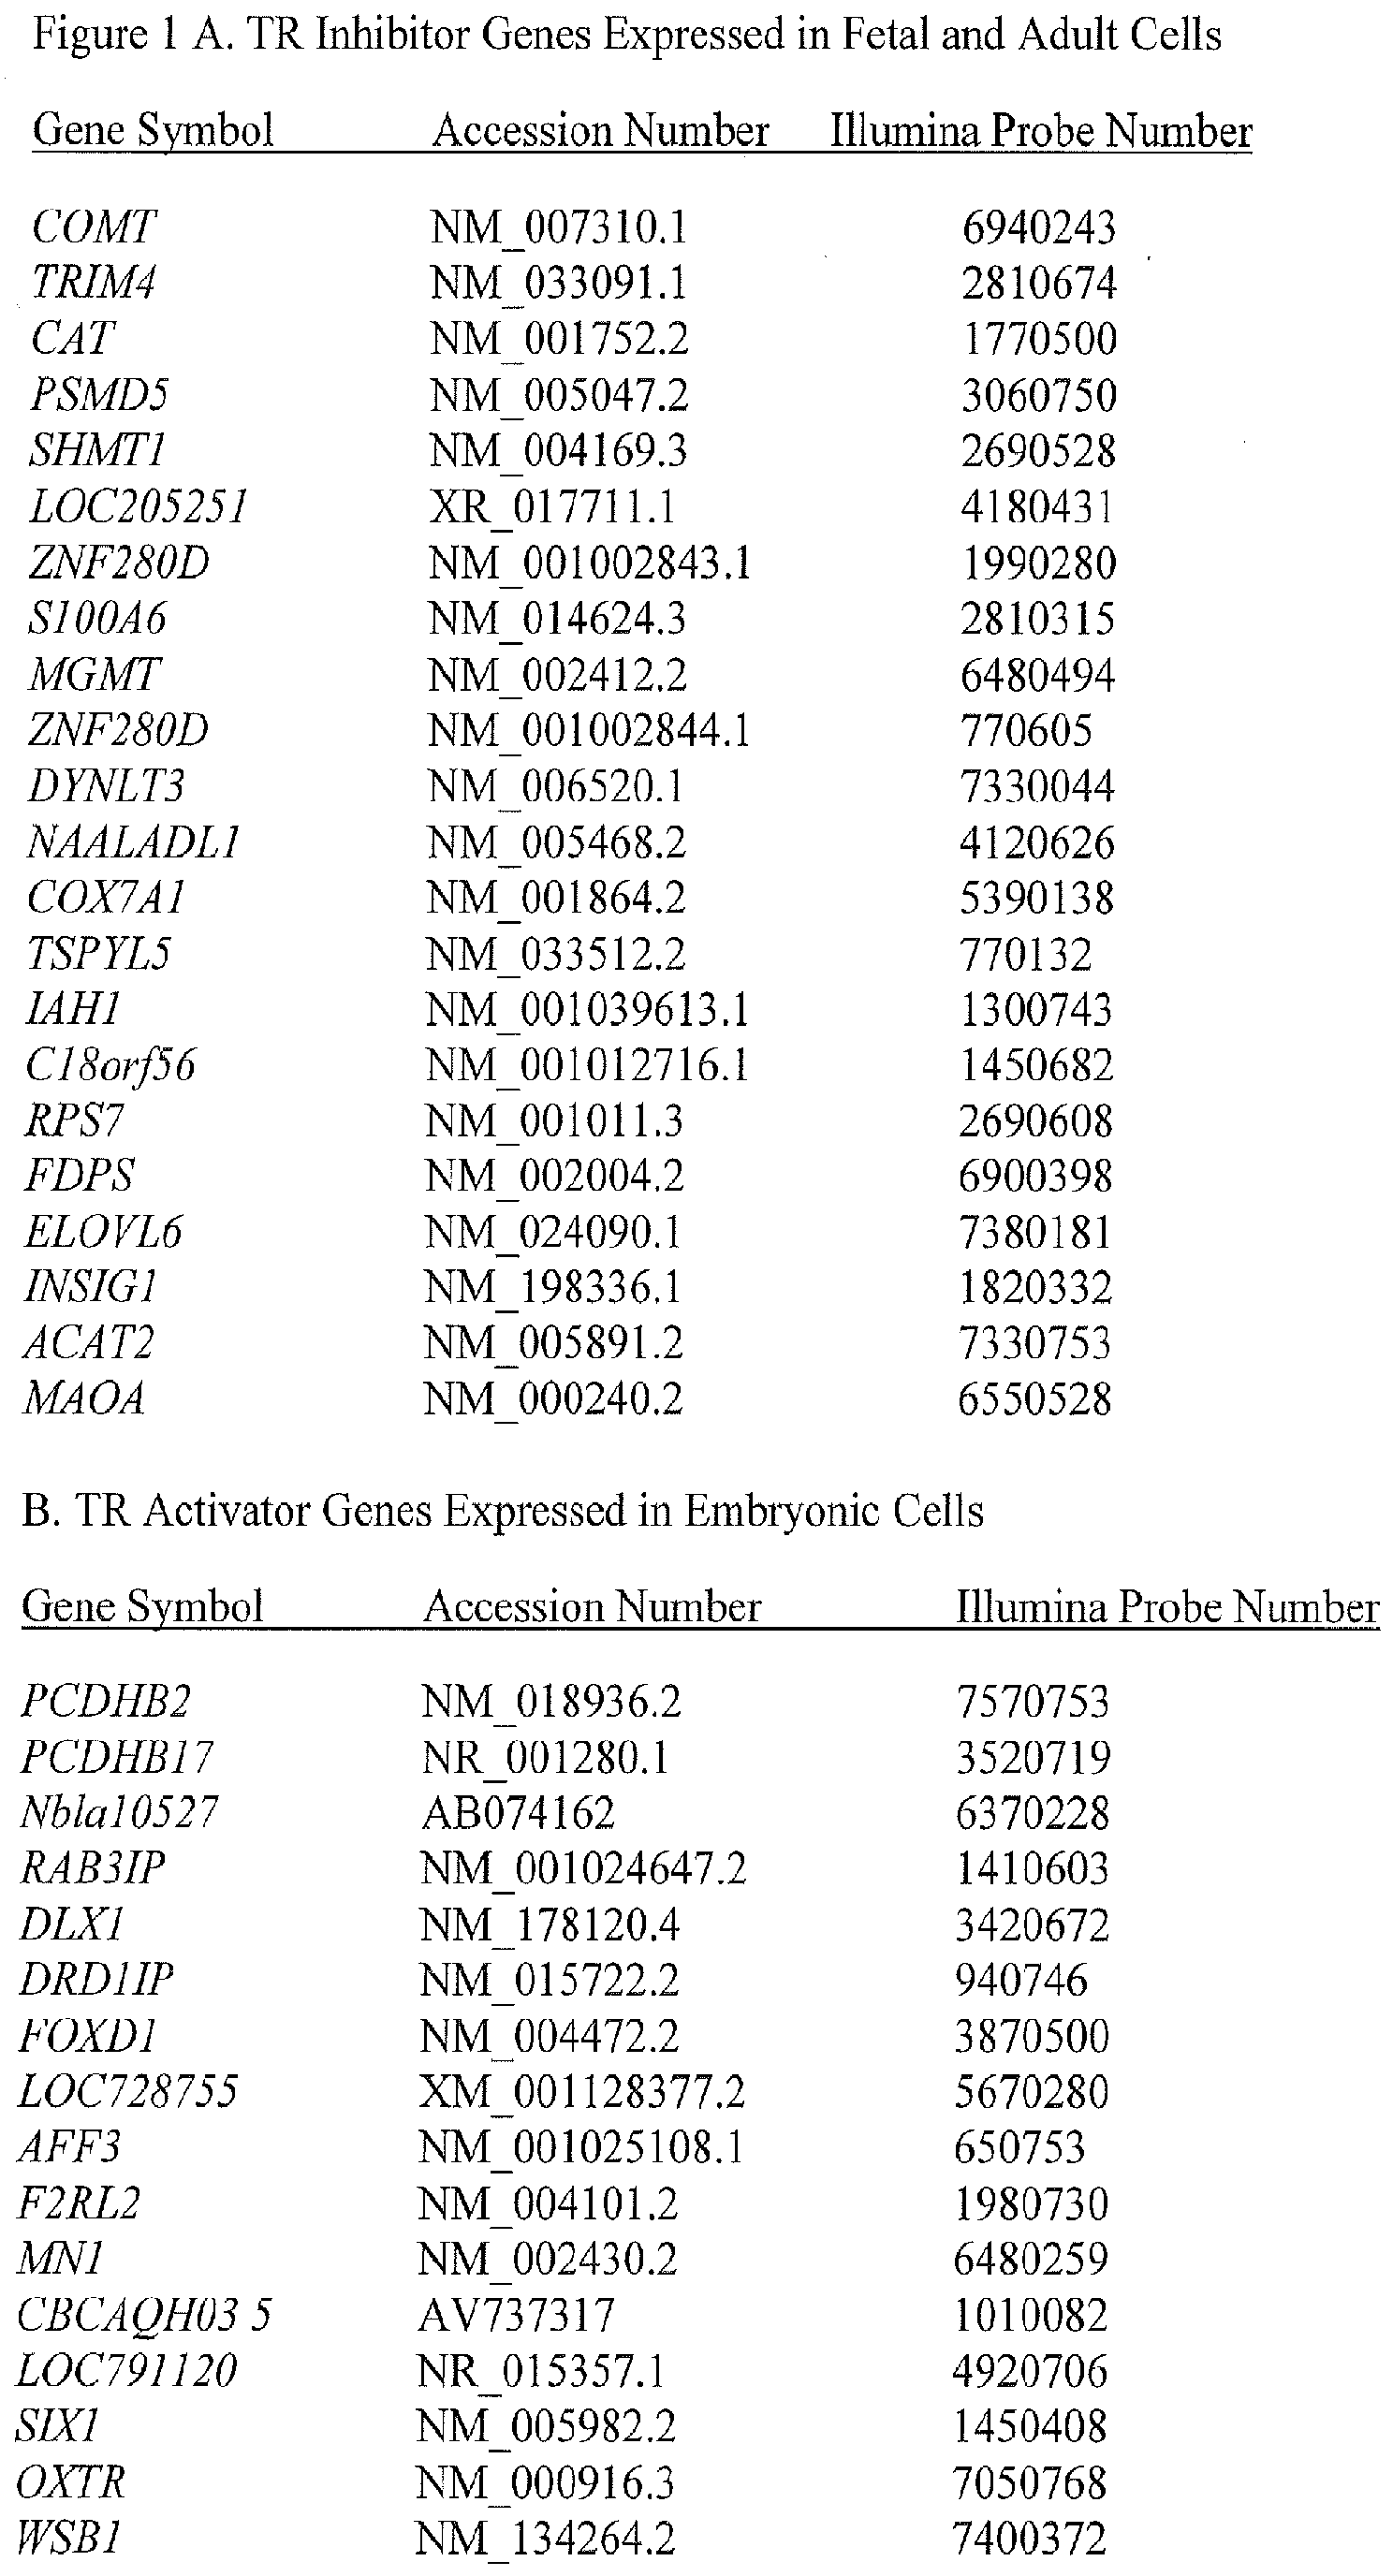 Figure 1 A. TR Inhibitor Genes Expressed in Fetal and Adult Cells
Gene Symbol Accession Number Illumina Probe Number
COMT NM_007310.1 6940243
TRIM4 NM_033091.1 2810674
CAT NM_001752.2 1770500
PSMD5 NM_005047.2 3060750
SHMT1 NM_004169.3 2690528
LOC205251 XR_017711.1 4180431
ZNF280D NM_001002843.1 1990280
S100A6 NM_014624.3 2810315
MGMT NM_002412.2 6480494
ZNF280D NM_001002844.1 770605
DYNLT3 NM_006520.1 7330044
NAALADL1 NM_005468.2 4120626
COX7A1 NM_001864.2 5390138
TSPYL5 NM_033512.2 770132
IAH1 NM_001039613.1 1300743
C18orf56 NM_001012716.1 1450682
RPS7 NM_001011.3 2690608
FDPS NM_002004.2 6900398
ELOVL6 NM_024090.1 7380181
INSIG1 NM_198336.1 1820332
ACAT2 NM_005891.2 7330753
MAOA NM_000240.2 6550528
B. TR Activator Genes Expressed in Embryonic Cells
Gene Symbol Accession Number Illumina Probe Number
PCDHB2 NM_018936.2 7570753
PCDHB17 NR_001280.1 3520719
Nbla10527 AB074162 6370228
RAB3IP NM_001024647.2 1410603
DLX1 NM_178120.4 3420672
DRD1IP NM_015722.2 940746
FOXD1 NM_004472.2 3870500
LOC728755 XM_001128377.2 5670280
AFF3 NM_001025108.1 650753
F2RL2 NM_004101.2 1980730
MN1 NM_002430.2 6480259
CBCAQH03 5 AV737317 1010082
LOC791120 NR_015357.1 4920706
SIX1 NM_005982.2 1450408
OXTR NM_000916.3 7050768
WSB1 NM_134264.2 7400372